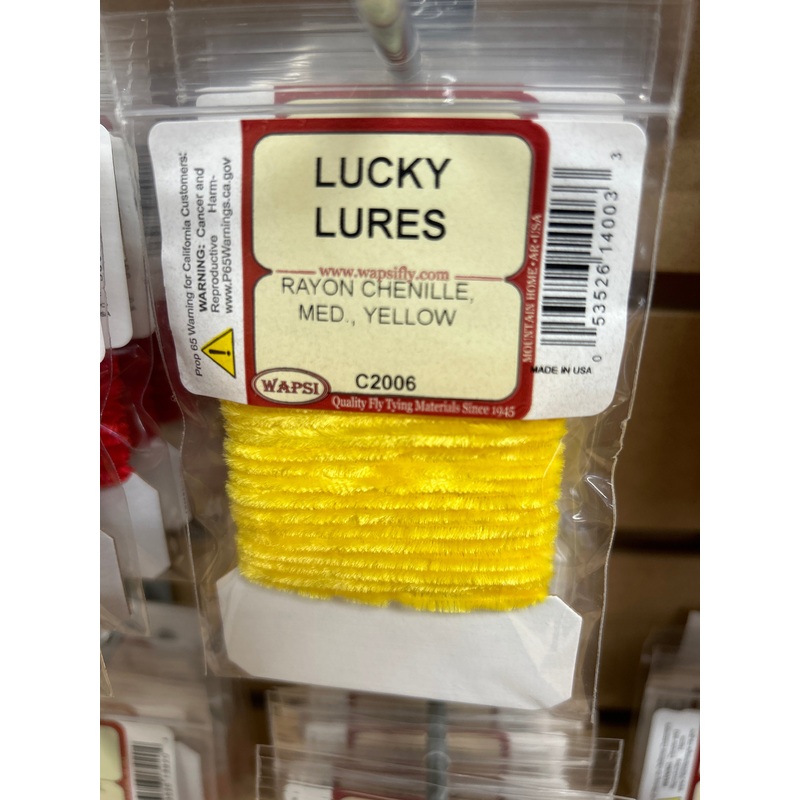 LUCKY
LURES
www.wapsifly.com
RAYON CHENILLE,
MED., YELLOW
WAPSI
C2006
Quality Fly Tying Materials Since 1945
Prop 65 Warning for California Customers:
WARNING: Cancer and
Reproductive Harm-
www.P65Warnings.ca.gov
MOUNTAIN HOME•AR•USA
0 53526 14003 3
MADE IN USA